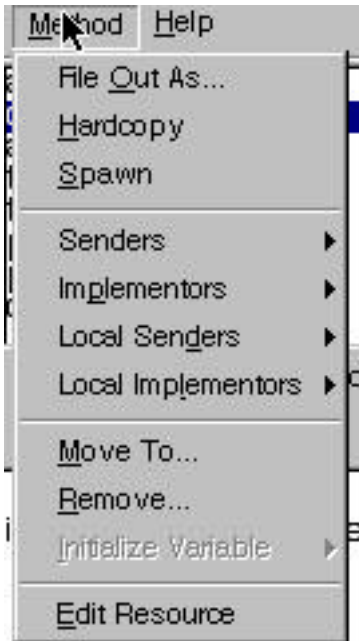 Method Help
File Out As...
Hardcopy
Spawn
Senders
Implementors
Local Senders
Local Implementors
Move To...
Remove...
Initialize Variable
Edit Resource